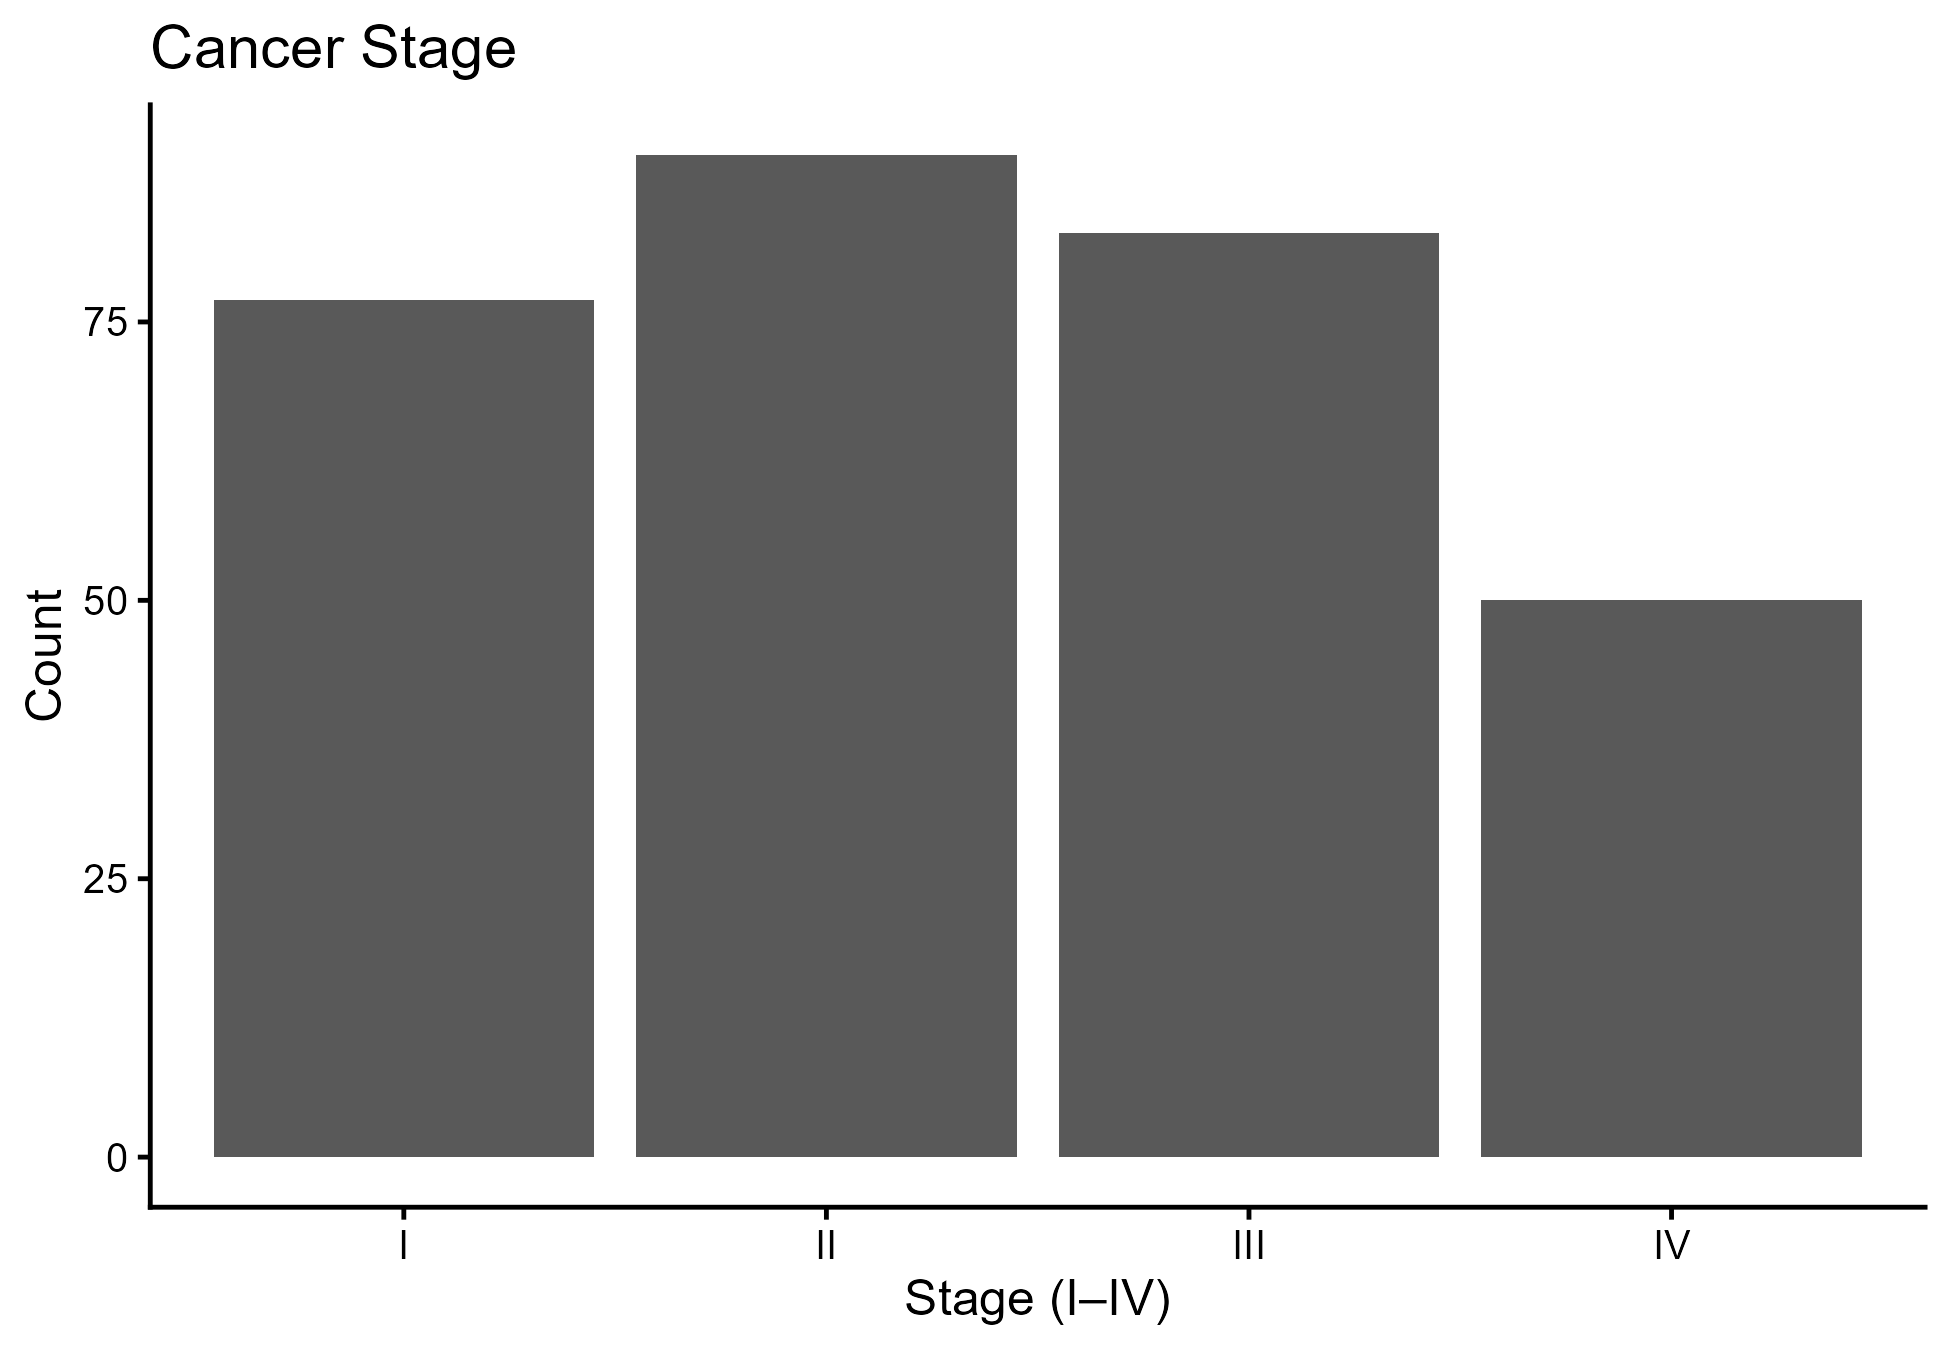 Cancer Stage
Count
75
50
25
0
I
II
III
IV
Stage (I–IV)